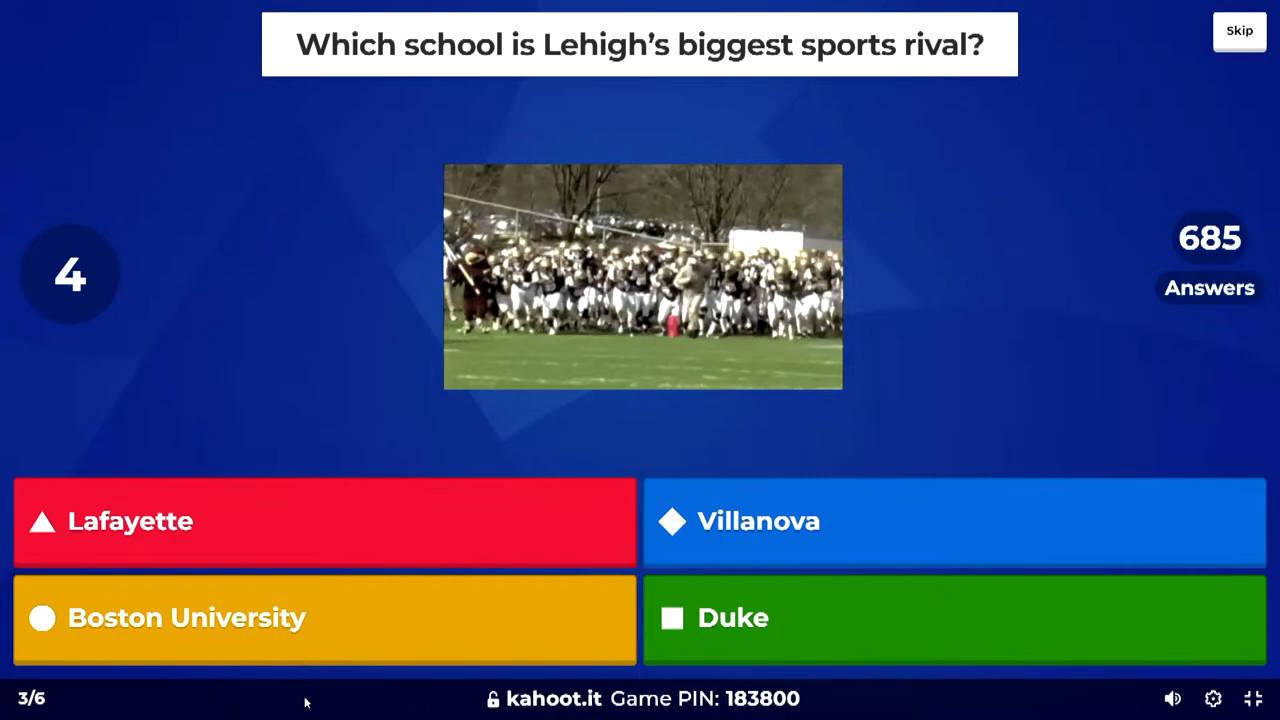 Which school is Lehigh’s biggest sports rival?
Skip
4
685
Answers
Lafayette
Villanova
Boston University
Duke
3/6
kahoot.it Game PIN: 183800